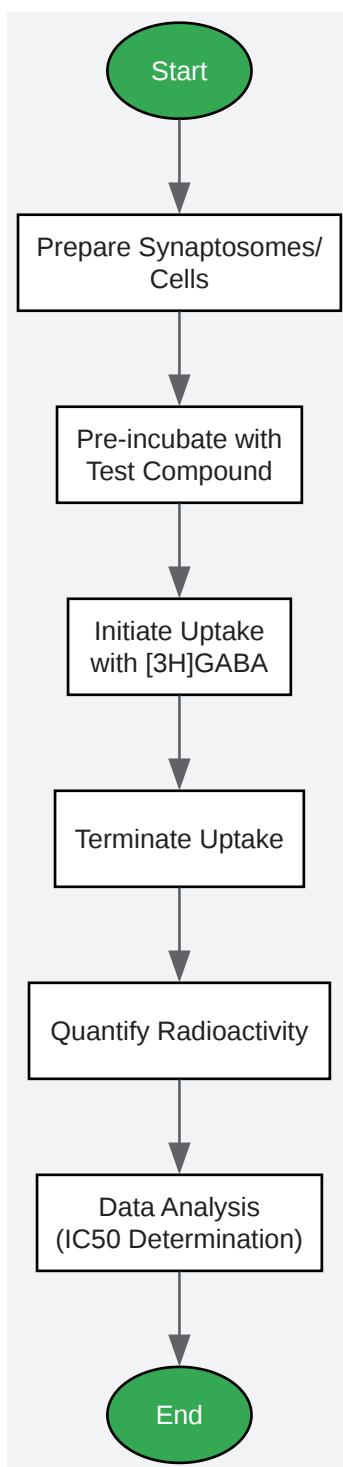 Start
Prepare Synaptosomes/
Cells
Pre-incubate with
Test Compound
Initiate Uptake
with [3H]GABA
Terminate Uptake
Quantify Radioactivity
Data Analysis
(IC50 Determination)
End